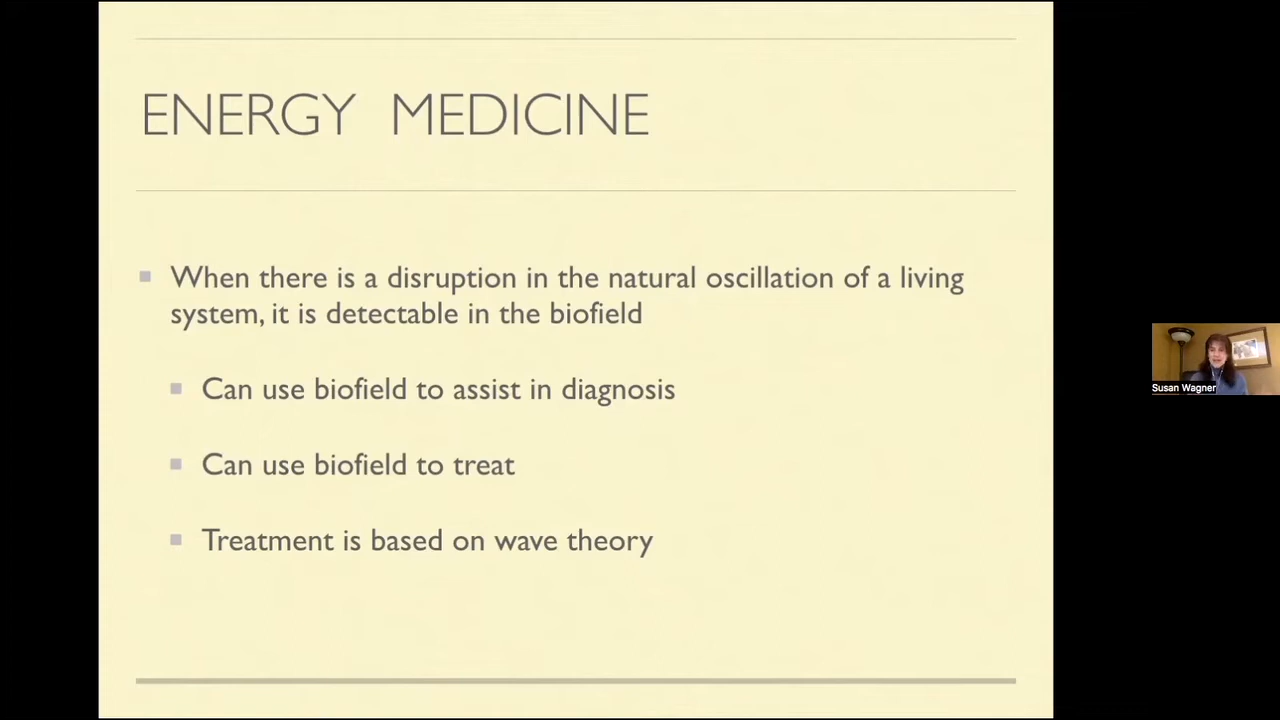 ENERGY MEDICINE
When there is a disruption in the natural oscillation of a living
system, it is detectable in the biofield
Can use biofield to assist in diagnosis
Can use biofield to treat
Treatment is based on wave theory
Susan Wagner